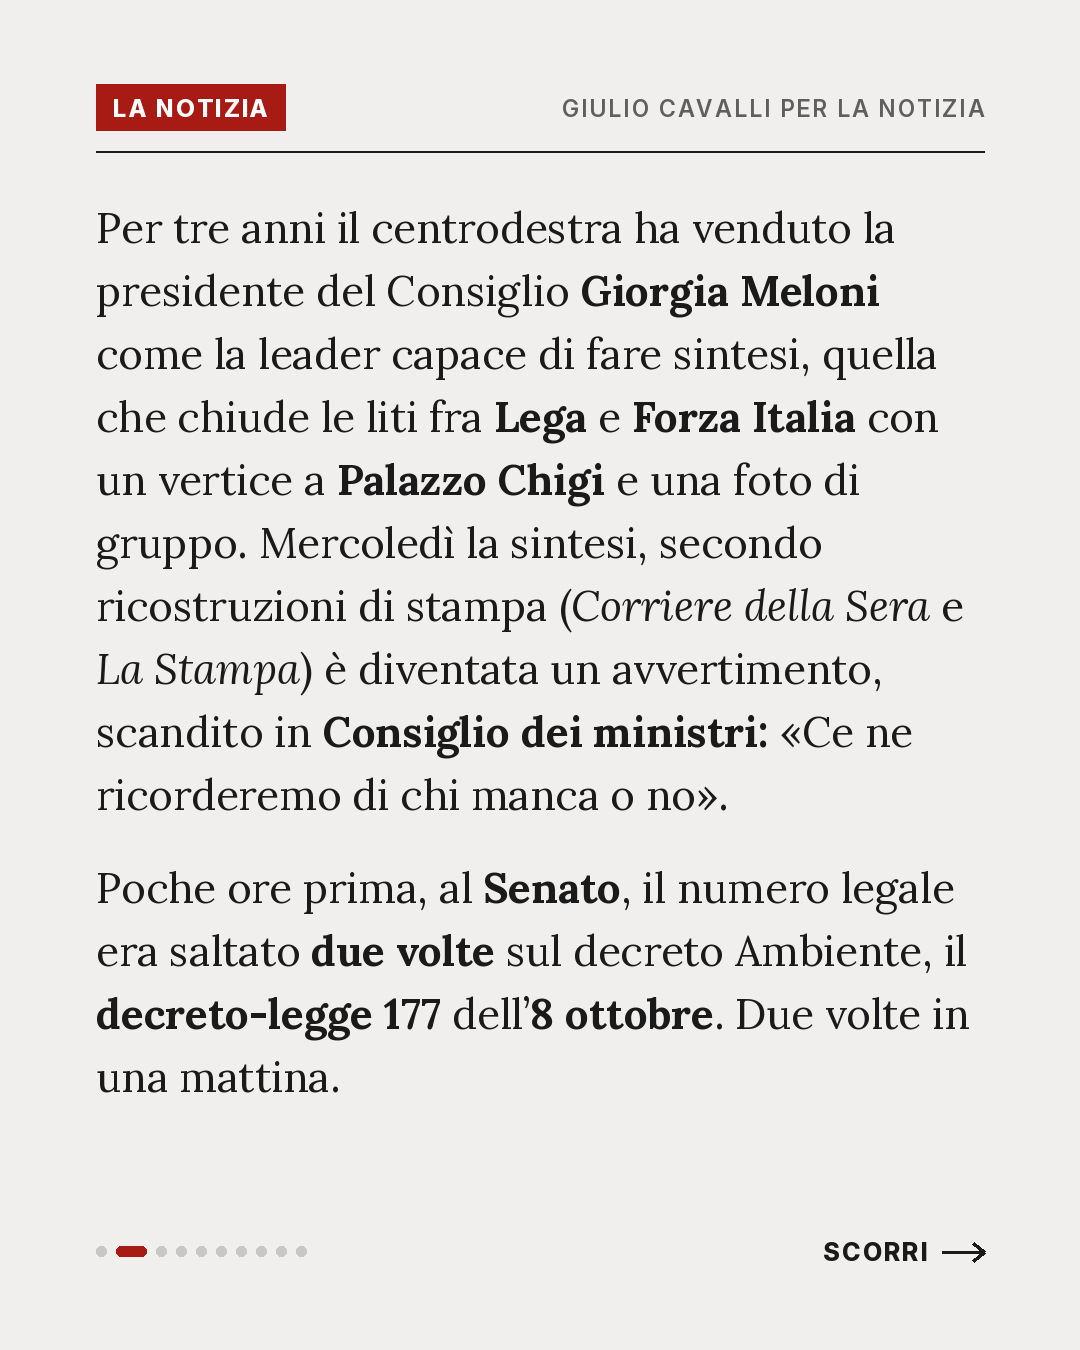 LA NOTIZIA
GIULIO CAVALLI PER LA NOTIZIA
Per tre anni il centrodestra ha venduto la
presidente del Consiglio Giorgia Meloni
come la leader capace di fare sintesi, quella
che chiude le liti fra Lega e Forza Italia con
un vertice a Palazzo Chigi e una foto di
gruppo. Mercoledì la sintesi, secondo
ricostruzioni di stampa (Corriere della Sera e
La Stampa) è diventata un avvertimento,
scandito in Consiglio dei ministri: «Ce ne
ricorderemo di chi manca o no».
Poche ore prima, al Senato, il numero legale
era saltato due volte sul decreto Ambiente, il
decreto-legge 177 dell’8 ottobre. Due volte in
una mattina.
SCORRI